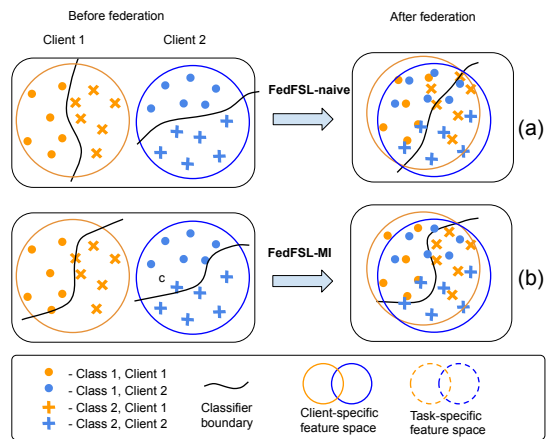 Before federation
After federation
Client 1
Client 2
FedFSL-naive
(a)
FedFSL-MI
c
(b)
- Class 1, Client 1
- Class 1, Client 2
- Class 2, Client 1
- Class 2, Client 2
Classifier
boundary
Client-specific
feature space
Task-specific
feature space